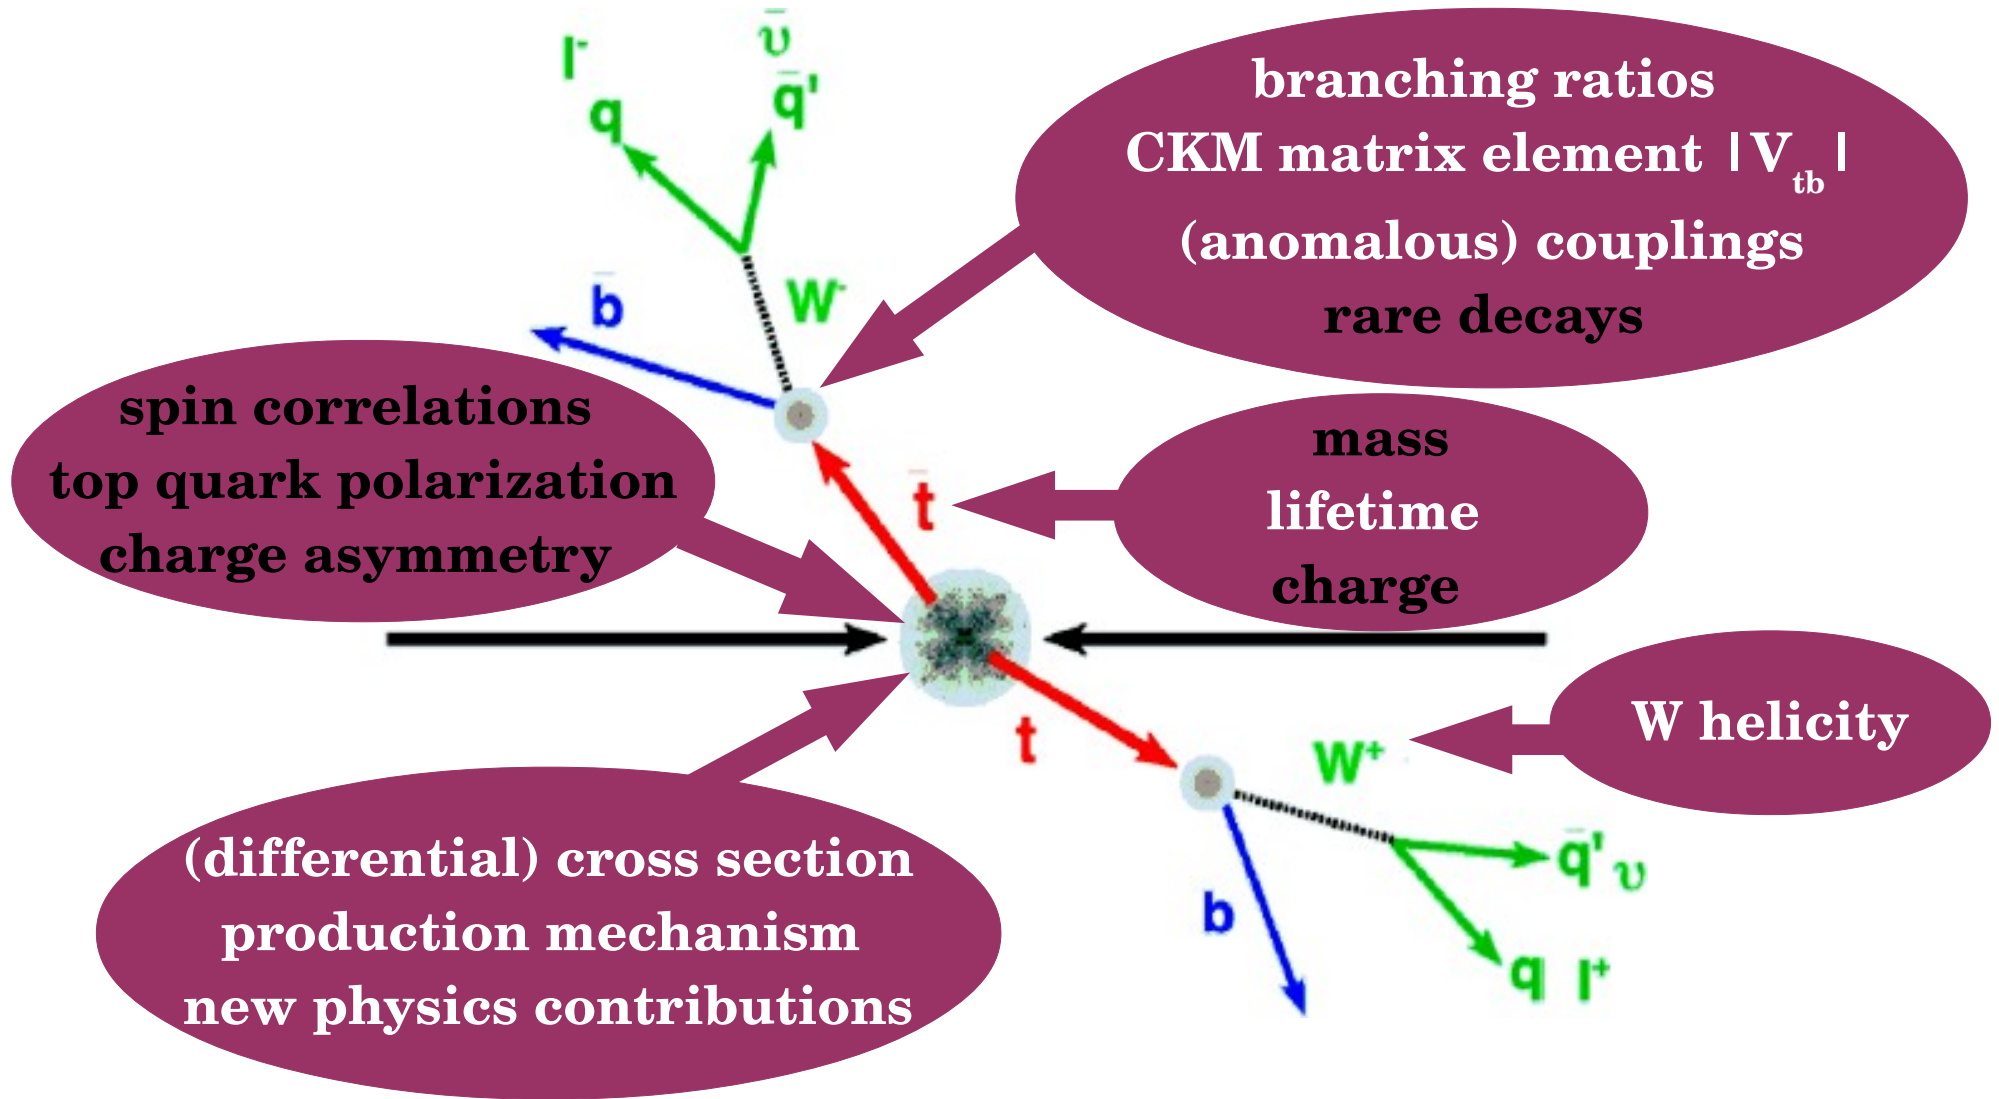 l-
ῡ
q
q̄'
branching ratios
CKM matrix element |Vtb|
(anomalous) couplings
rare decays
b̄
W-
spin correlations
top quark polarization
charge asymmetry
t̄
mass
lifetime
charge
t
W+
W helicity
(differential) cross section
production mechanism
new physics contributions
b
q̄' υ
q l+